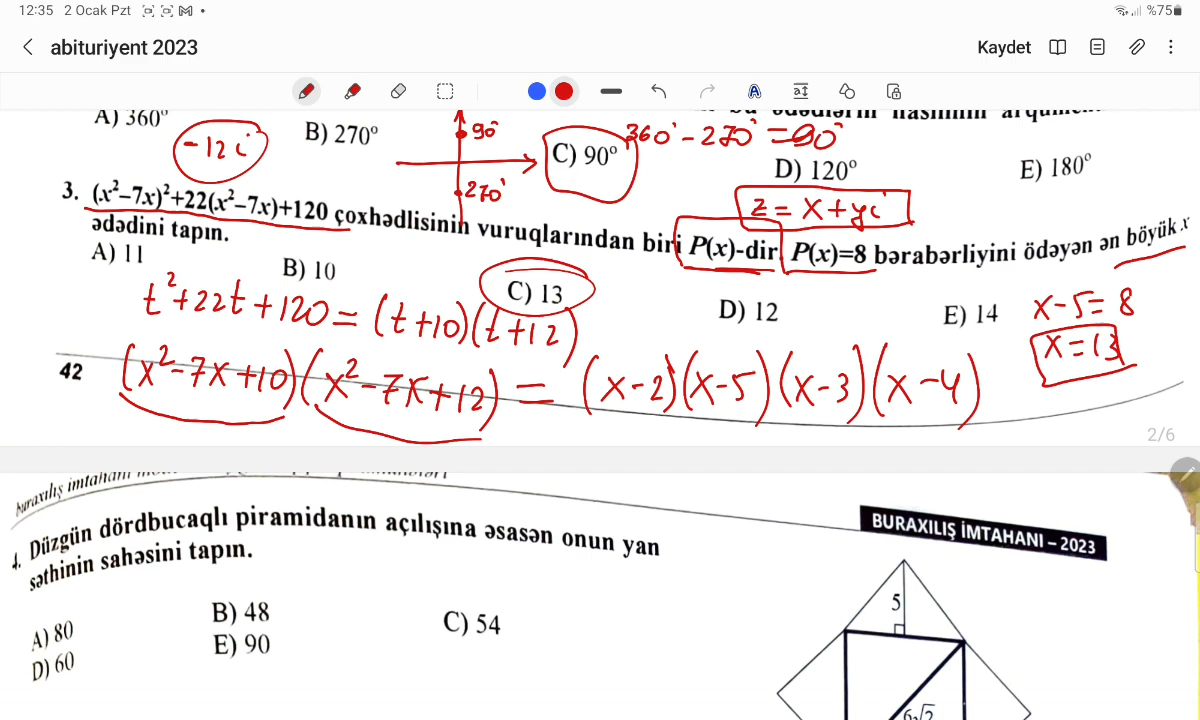 12:35 2 Ocak Pzt
%75
abituriyent 2023
Kaydet
A) 360°
B) 270°
C) 90°
D) 120°
E) 180°
-12i
90°
270°
360° - 270° = 90°
z = x + yi
3. (x²–7x)²+22(x²–7x)+120 çoxhədlisinin vuruqlarından biri P(x)-dir. P(x)=8 bərabərliyini ödəyən ən böyük x
ədədini tapın.
A) 11
B) 10
C) 13
D) 12
E) 14
t²+22t+120 = (t+10)(t+12)
x-5 = 8
x = 13
(x²-7x+10)(x²-7x+12) = (x-2)(x-5)(x-3)(x-4)
42
2/6
buraxılış imtahanı
BURAXILIŞ İMTAHANI – 2023
4. Düzgün dördbucaqlı piramidanın açılışına əsasən onun yan
səthinin sahəsini tapın.
A) 80
B) 48
C) 54
D) 60
E) 90
5
6√2